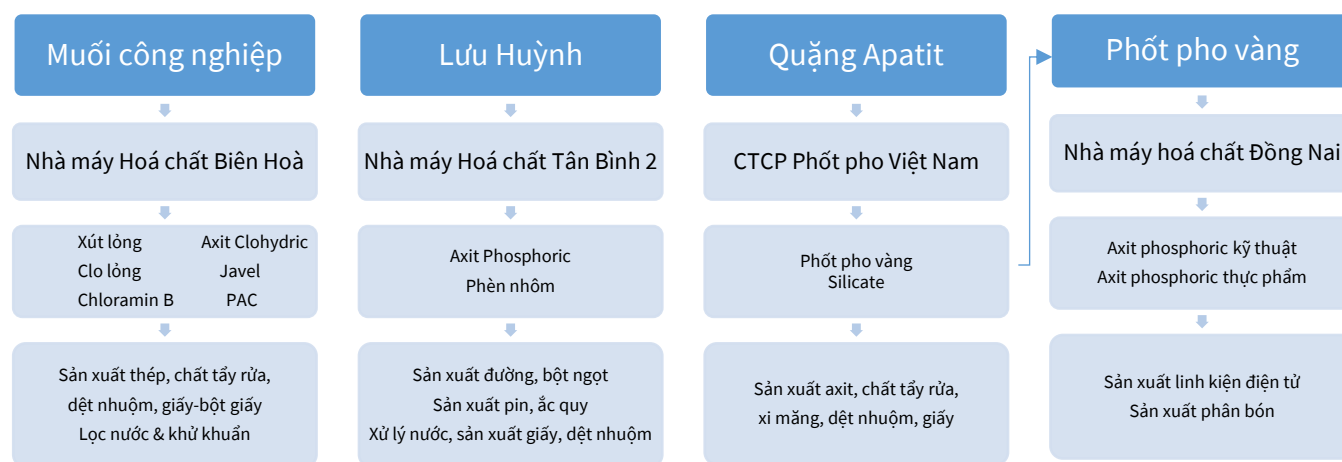 Muối công nghiệp
Nhà máy Hoá chất Biên Hoà
Xút lỏng Axit Clohydric
Clo lỏng Javel
Chloramin B PAC
Sản xuất thép, chất tẩy rửa,
dệt nhuộm, giấy-bột giấy
Lọc nước & khử khuẩn
Lưu Huỳnh
Nhà máy Hoá chất Tân Bình 2
Axit Phosphoric
Phèn nhôm
Sản xuất đường, bột ngọt
Sản xuất pin, ắc quy
Xử lý nước, sản xuất giấy, dệt nhuộm
Quặng Apatit
CTCP Phốt pho Việt Nam
Phốt pho vàng
Silicate
Sản xuất axit, chất tẩy rửa,
xi măng, dệt nhuộm, giấy
Phốt pho vàng
Nhà máy hoá chất Đồng Nai
Axit phosphoric kỹ thuật
Axit phosphoric thực phẩm
Sản xuất linh kiện điện tử
Sản xuất phân bón